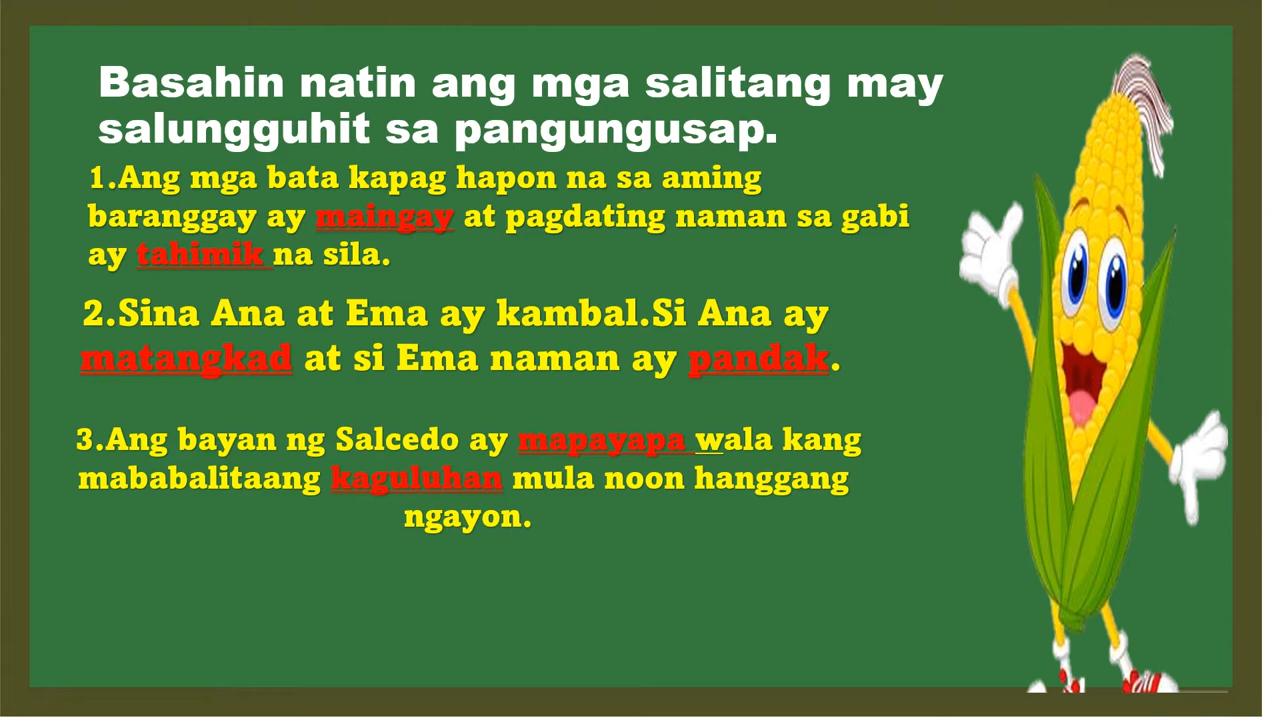 Basahin natin ang mga salitang may
salungguhit sa pangungusap.
1.Ang mga bata kapag hapon na sa aming
baranggay ay maingay at pagdating naman sa gabi
ay tahimik na sila.
2.Sina Ana at Ema ay kambal.Si Ana ay
matangkad at si Ema naman ay pandak.
3.Ang bayan ng Salcedo ay mapayapa wala kang
mababalitaang kaguluhan mula noon hanggang
ngayon.